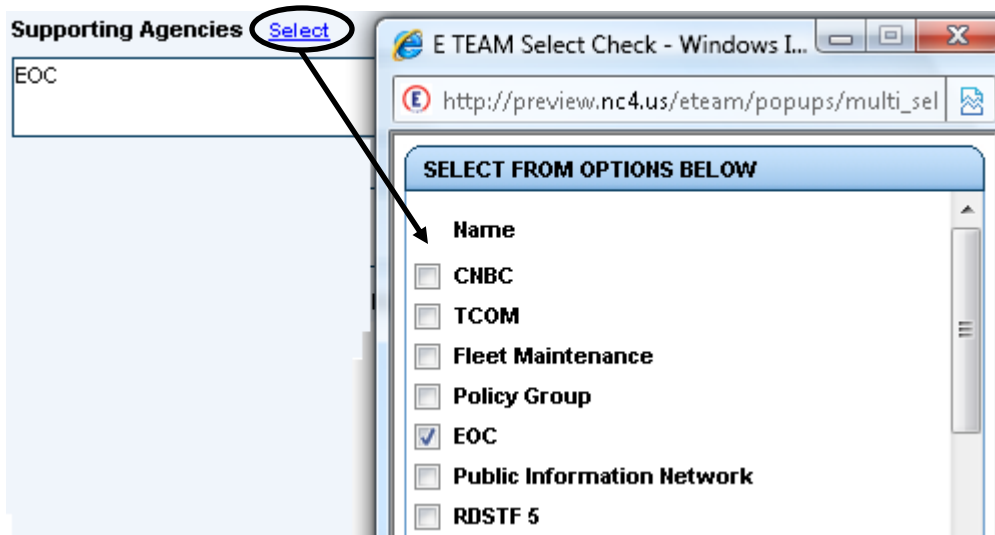 Supporting Agencies Select
EOC
E TEAM Select Check - Windows I...
http://preview.nc4.us/eteam/popups/multi_sel
SELECT FROM OPTIONS BELOW
Name
CNBC
TCOM
Fleet Maintenance
Policy Group
EOC
Public Information Network
RDSTF 5